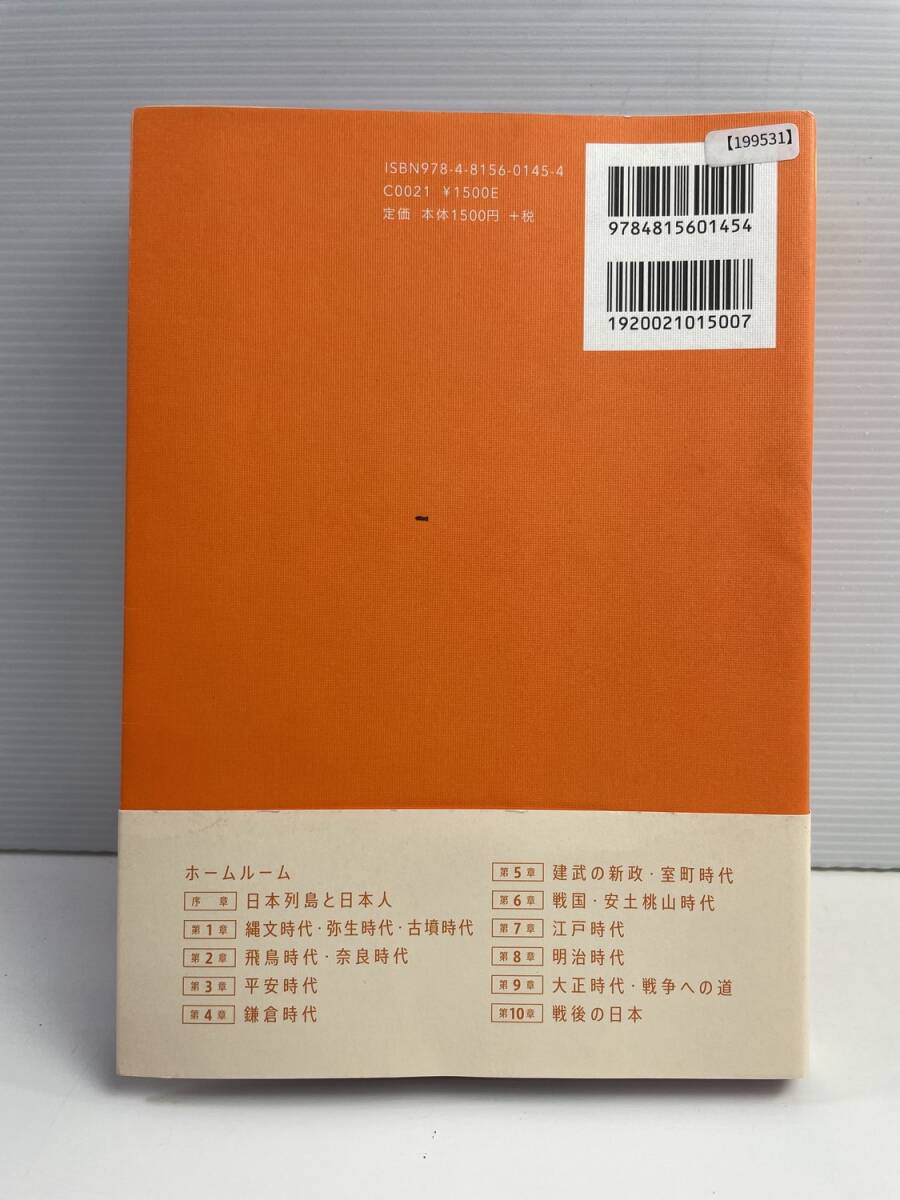 【199531】
ISBN978-4-8156-0145-4
C0021 ¥1500E
定価 本体1500円 +税
9784815601454
1920021015007
ホームルーム
序章 日本列島と日本人
第1章 縄文時代・弥生時代・古墳時代
第2章 飛鳥時代・奈良時代
第3章 平安時代
第4章 鎌倉時代
第5章 建武の新政・室町時代
第6章 戦国・安土桃山時代
第7章 江戸時代
第8章 明治時代
第9章 大正時代・戦争への道
第10章 戦後の日本